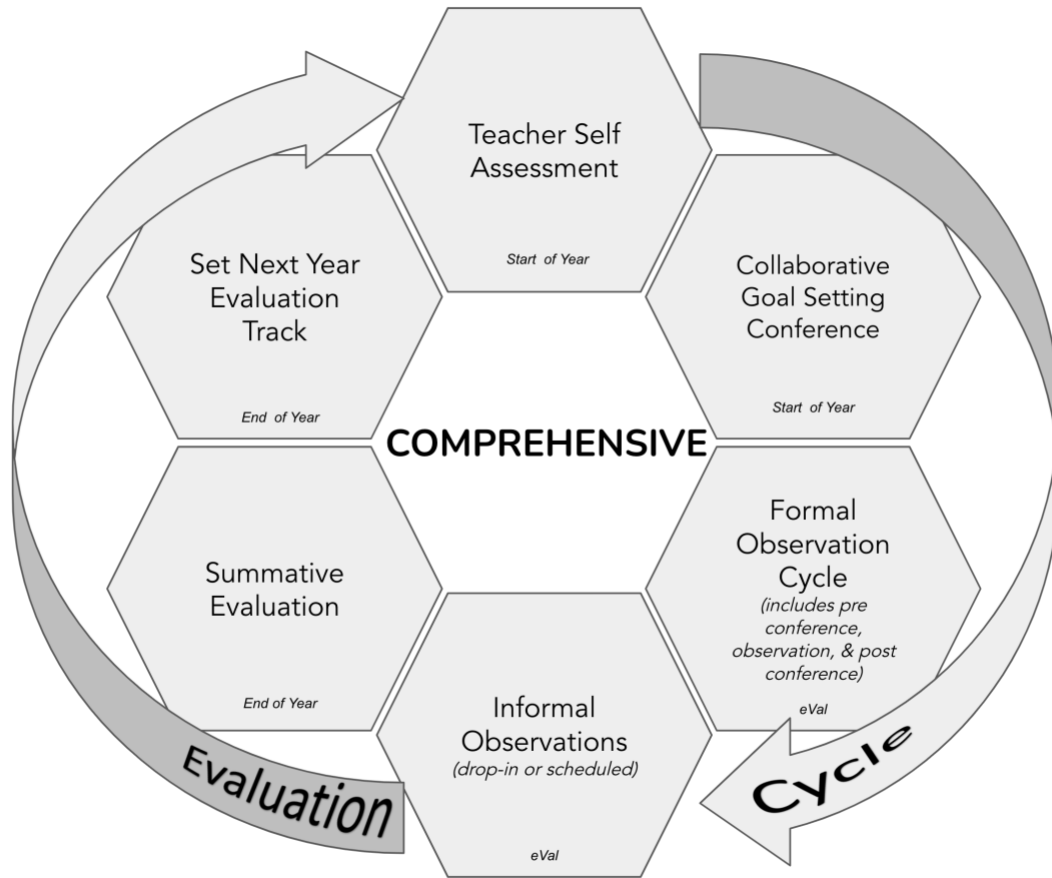 Teacher Self
Assessment
Start of Year
Collaborative
Goal Setting
Conference
Start of Year
Formal
Observation
Cycle
(includes pre
conference,
observation, & post
conference)
eVal
Informal
Observations
(drop-in or scheduled)
eVal
Summative
Evaluation
End of Year
Set Next Year
Evaluation
Track
End of Year
COMPREHENSIVE
Evaluation
Cycle